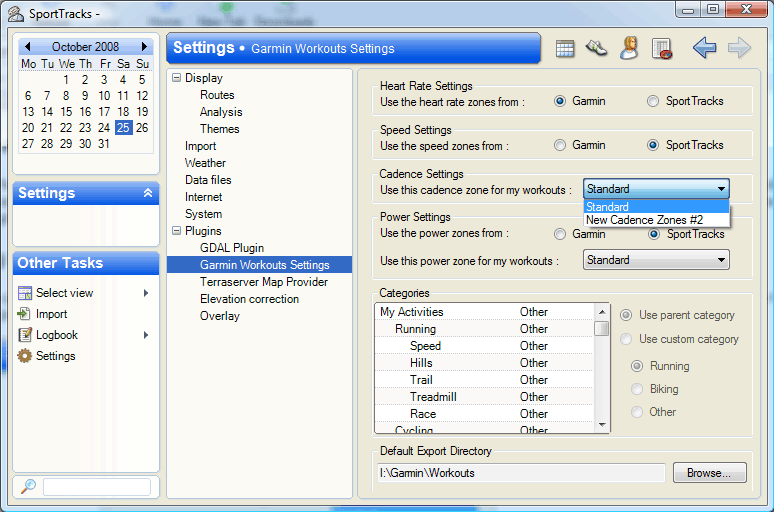 SportTracks -
October 2008
Mo Tu We Th Fr Sa Su
1 2 3 4 5
6 7 8 9 10 11 12
13 14 15 16 17 18 19
20 21 22 23 24 25 26
27 28 29 30 31
Settings
Other Tasks
Select view
Import
Logbook
Settings
Settings • Garmin Workouts Settings
Display
Routes
Analysis
Themes
Import
Weather
Data files
Internet
System
Plugins
GDAL Plugin
Garmin Workouts Settings
Terraserver Map Provider
Elevation correction
Overlay
Heart Rate Settings
Use the heart rate zones from : Garmin SportTracks
Speed Settings
Use the speed zones from : Garmin SportTracks
Cadence Settings
Use this cadence zone for my workouts : Standard
Standard
New Cadence Zones #2
Power Settings
Use the power zones from : Garmin SportTracks
Use this power zone for my workouts : Standard
Categories
My Activities Other
Running Other
Speed Other
Hills Other
Trail Other
Treadmill Other
Race Other
Cycling Other
Use parent category
Use custom category
Running
Biking
Other
Default Export Directory
I:\Garmin\Workouts Browse...